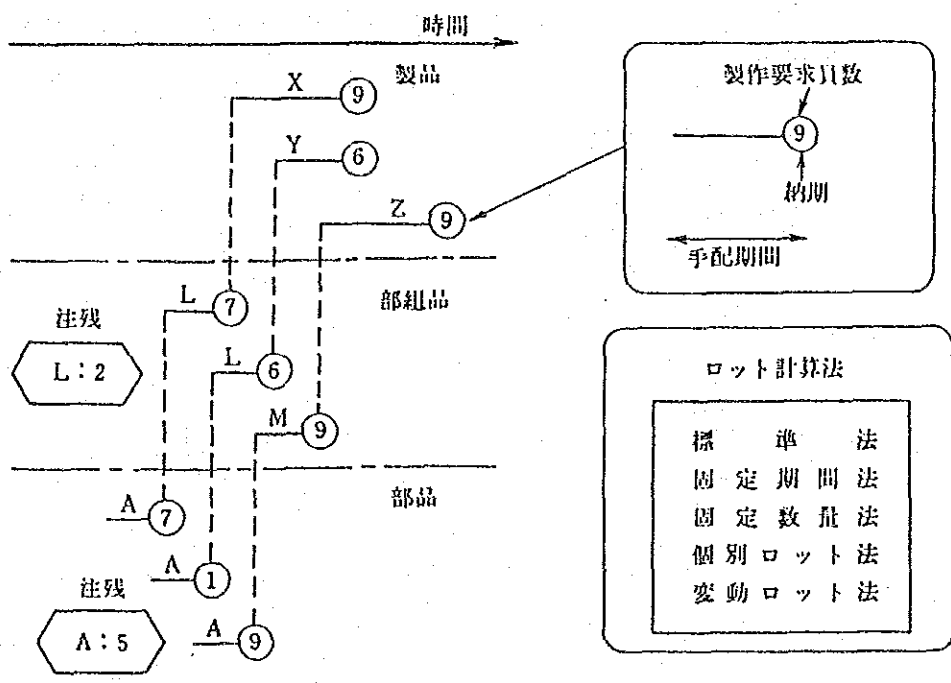 時間
製品
X ⑨
Y ⑥
Z ⑨
部組品
L ⑦
注残
L:2
L ⑥
M ⑨
部品
A ⑦
A ①
注残
A:5
A ⑨
製作要求員数
⑨
納期
手配期間
ロット計算法
標準法
固定期間法
固定数量法
個別ロット法
変動ロット法